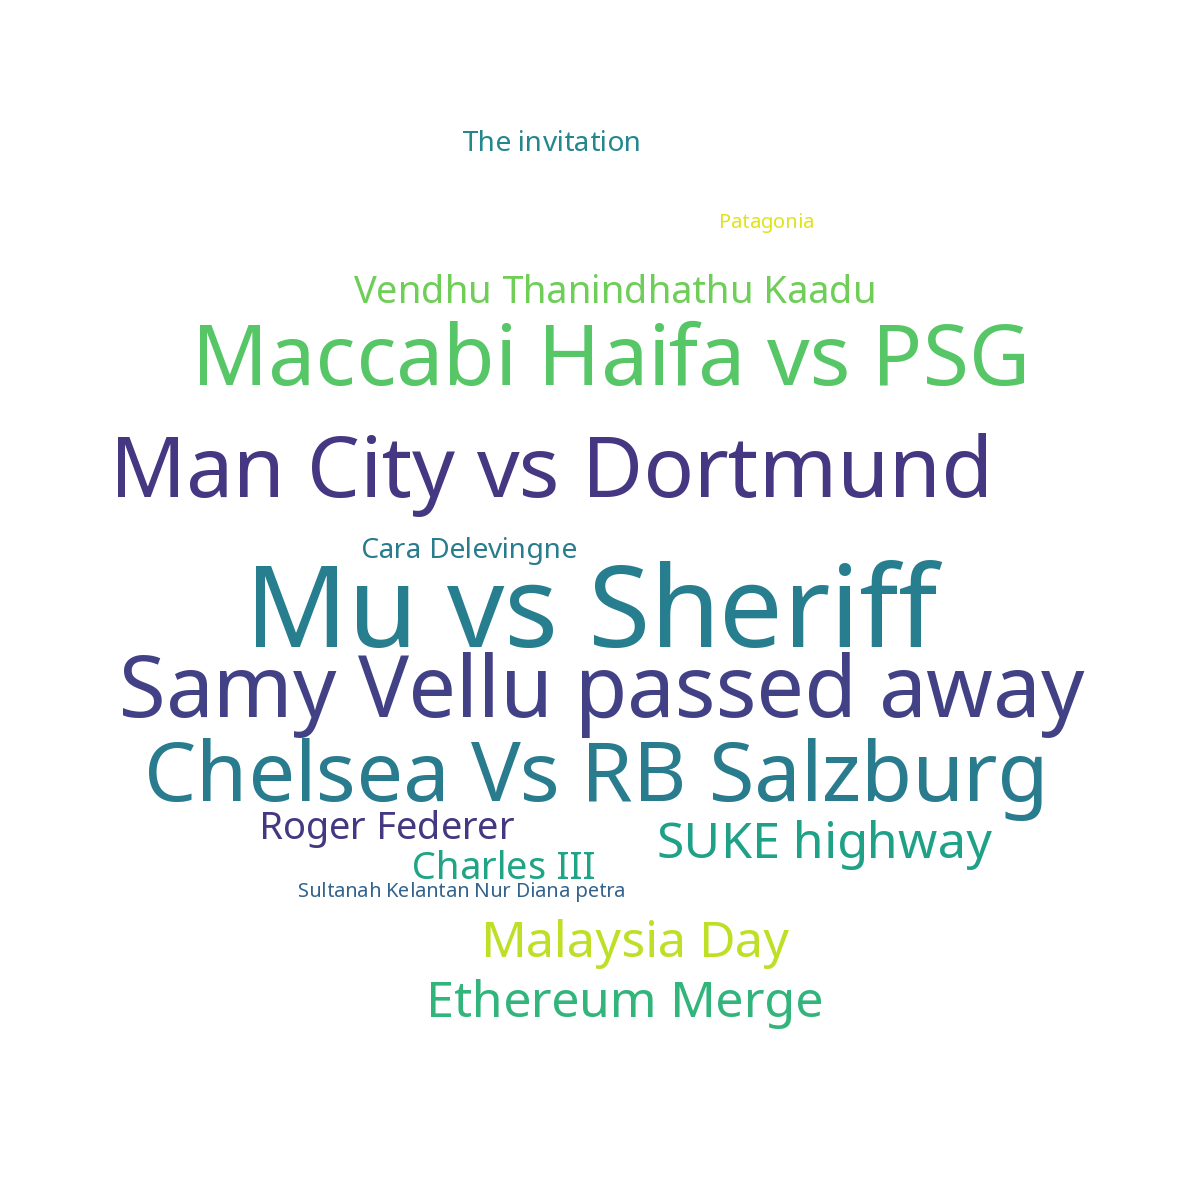 The invitation
Patagonia
Vendhu Thanindhathu Kaadu
Maccabi Haifa vs PSG
Man City vs Dortmund
Cara Delevingne
Mu vs Sheriff
Samy Vellu passed away
Chelsea Vs RB Salzburg
Roger Federer
SUKE highway
Charles III
Sultanah Kelantan Nur Diana petra
Malaysia Day
Ethereum Merge